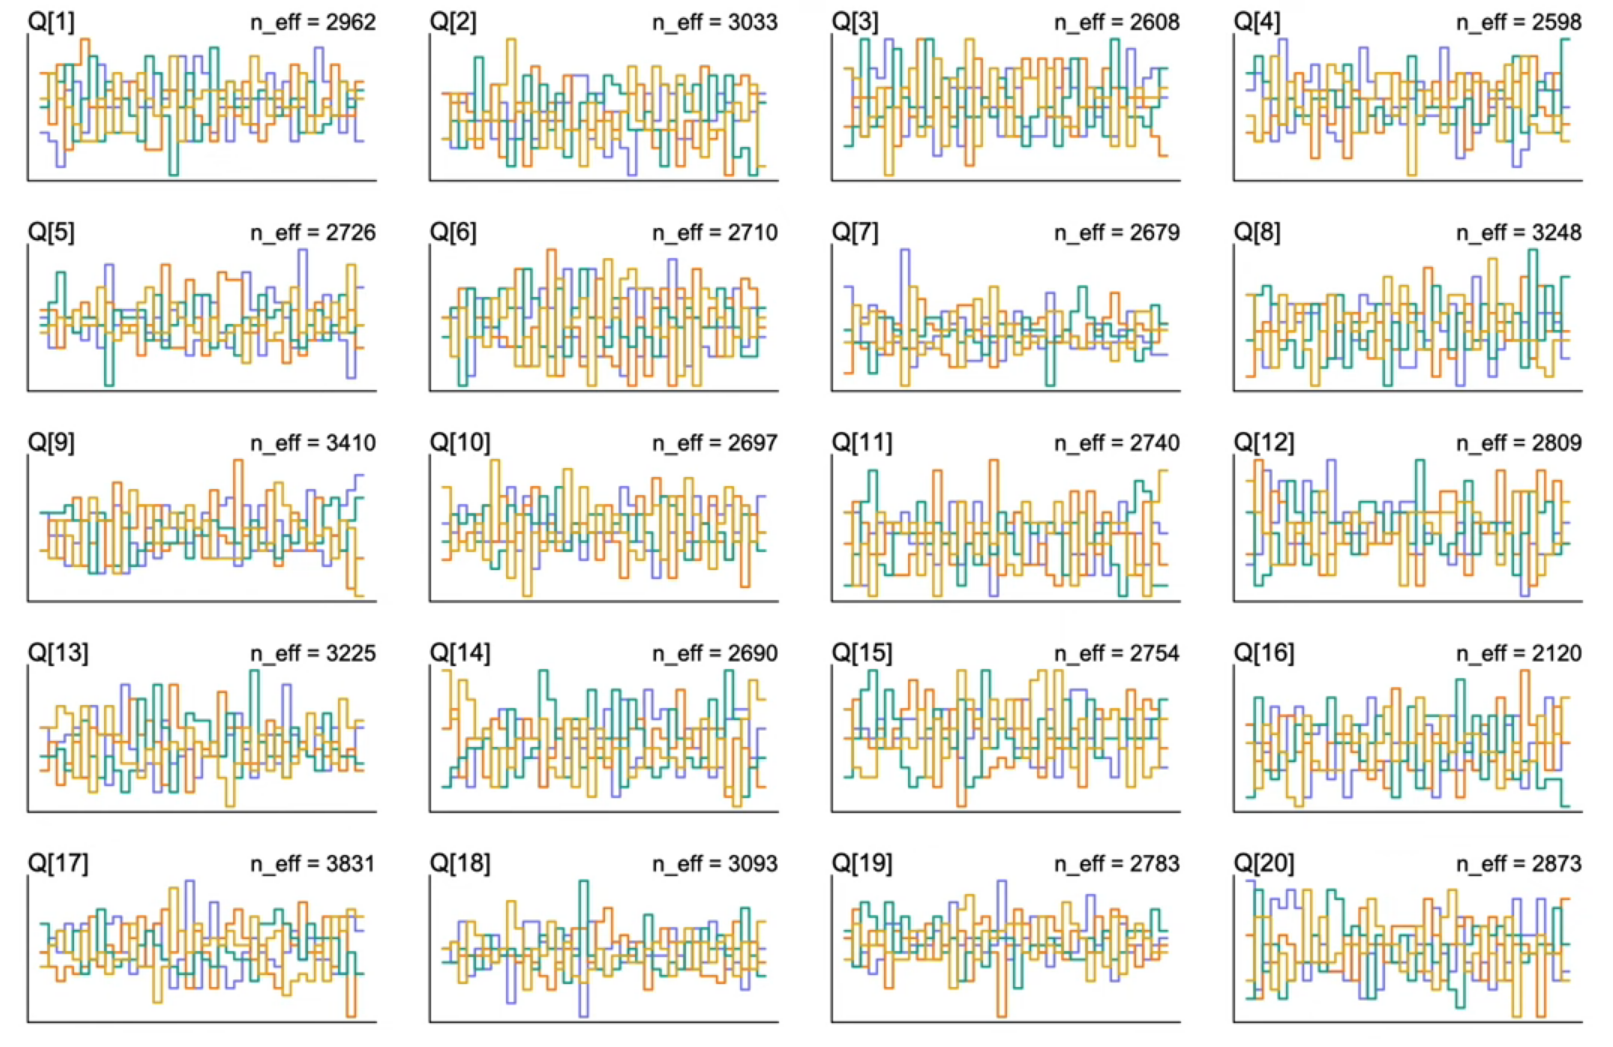 Q[1] n_eff = 2962 Q[2] n_eff = 3033 Q[3] n_eff = 2608 Q[4] n_eff = 2598
Q[5] n_eff = 2726 Q[6] n_eff = 2710 Q[7] n_eff = 2679 Q[8] n_eff = 3248
Q[9] n_eff = 3410 Q[10] n_eff = 2697 Q[11] n_eff = 2740 Q[12] n_eff = 2809
Q[13] n_eff = 3225 Q[14] n_eff = 2690 Q[15] n_eff = 2754 Q[16] n_eff = 2120
Q[17] n_eff = 3831 Q[18] n_eff = 3093 Q[19] n_eff = 2783 Q[20] n_eff = 2873